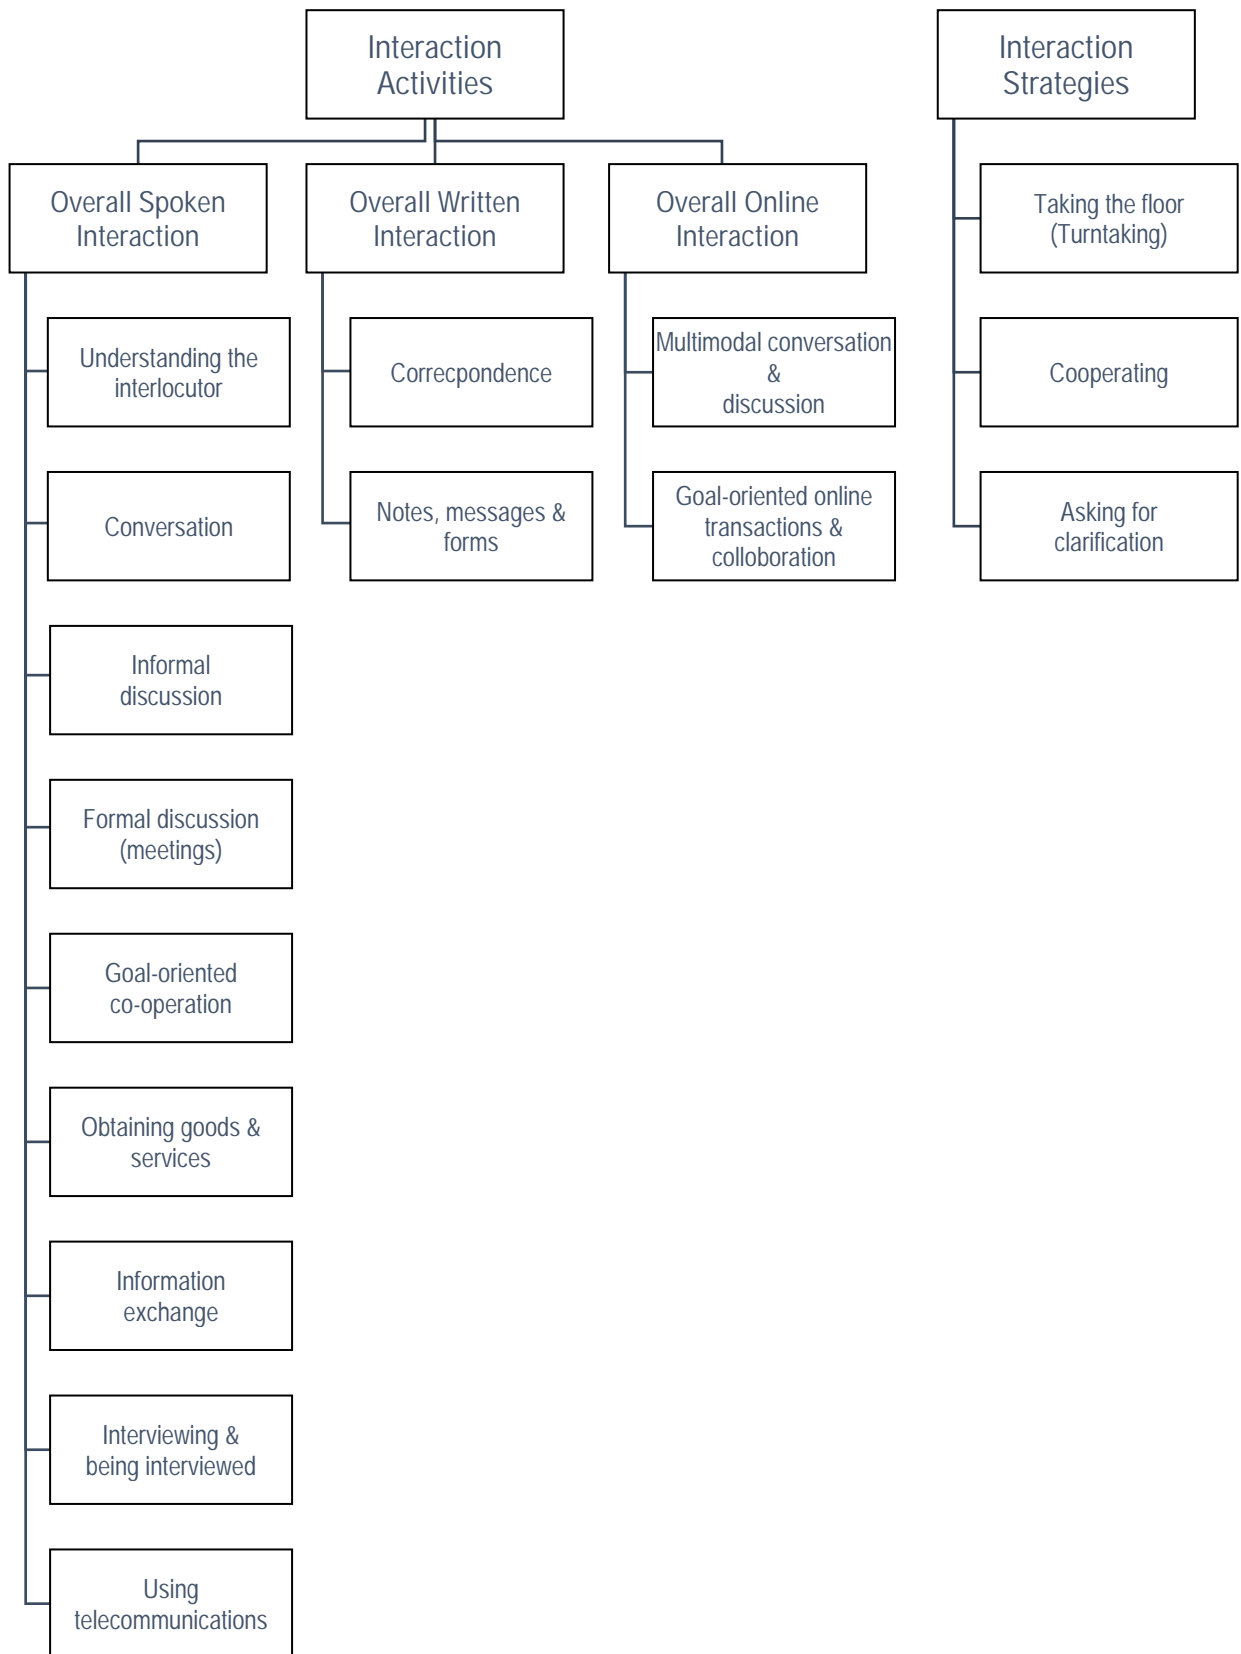 Interaction
Activities
Interaction
Strategies
Overall Spoken
Interaction
Overall Written
Interaction
Overall Online
Interaction
Taking the floor
(Turntaking)
Understanding the
interlocutor
Correcpondence
Multimodal conversation
&
discussion
Cooperating
Conversation
Notes, messages &
forms
Goal-oriented online
transactions &
colloboration
Asking for
clarification
Informal
discussion
Formal discussion
(meetings)
Goal-oriented
co-operation
Obtaining goods &
services
Information
exchange
Interviewing &
being interviewed
Using
telecommunications